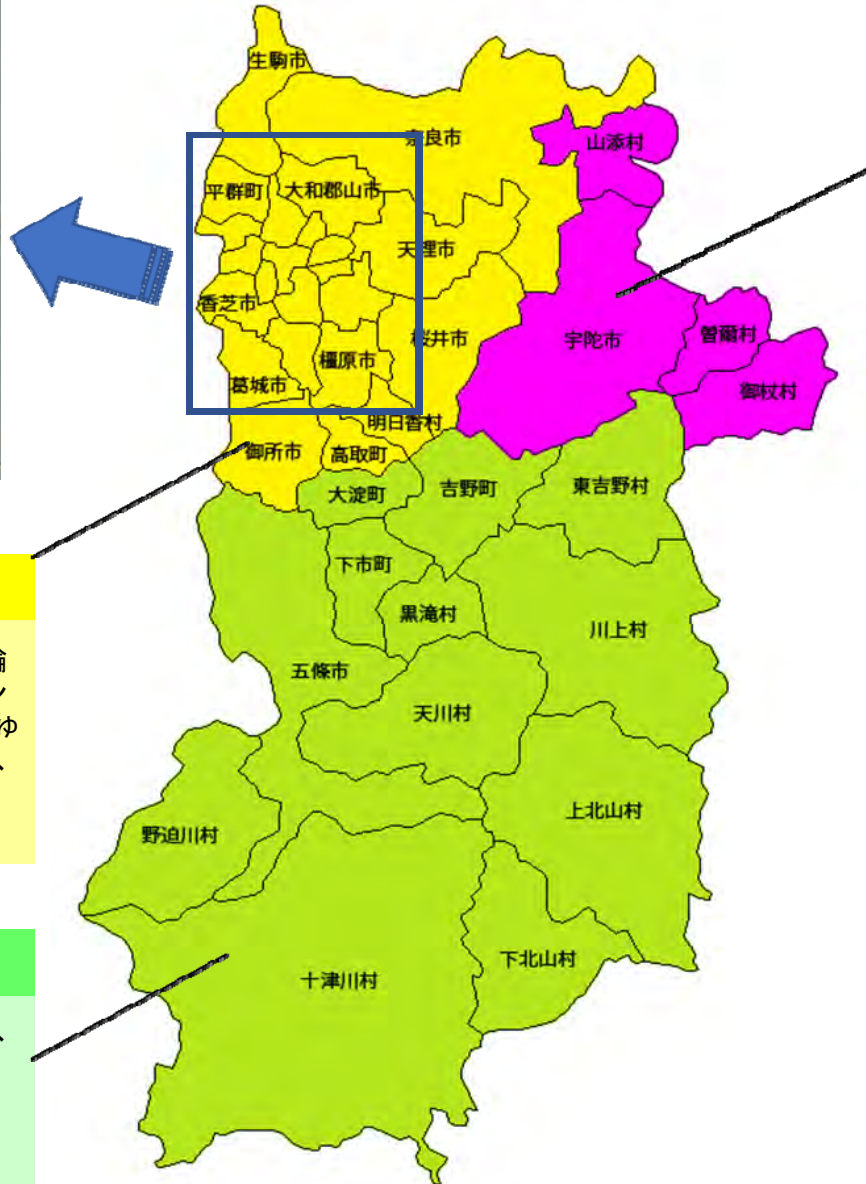 生駒市
奈良市
山添村
平群町
大和郡山市
天理市
香芝市
桜井市
宇陀市
曽爾村
橿原市
御杖村
葛城市
明日香村
御所市
高取町
大淀町
吉野町
東吉野村
下市町
黒滝村
川上村
五條市
天川村
上北山村
野迫川村
下北山村
十津川村
ゆ
、
、